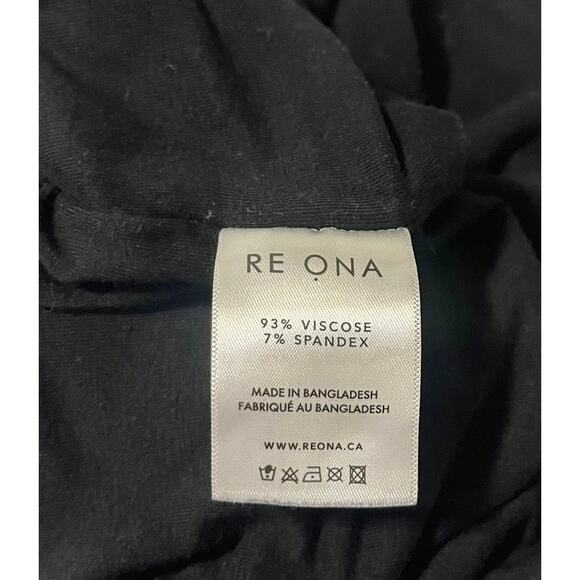 RE ONA
93% VISCOSE
7% SPANDEX
MADE IN BANGLADESH
FABRIQUÉ AU BANGLADESH
WWW.REONA.CA